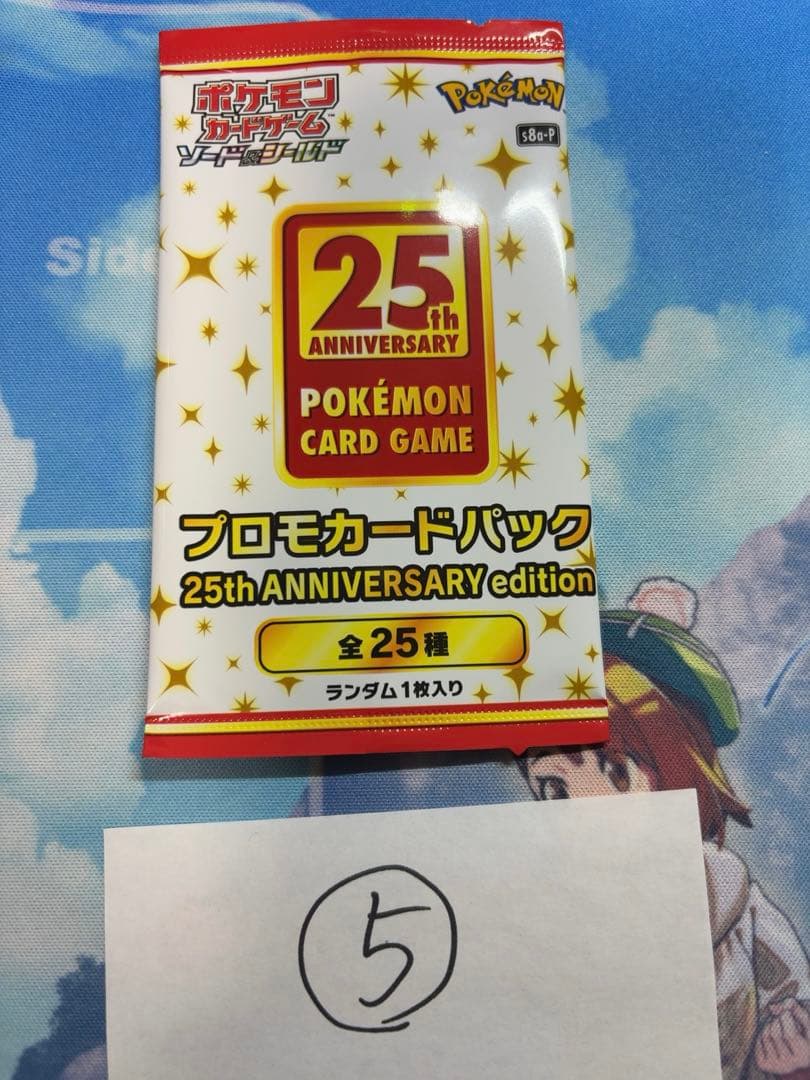 ポケモン
カードゲーム
ソード&シールド
POKéMON
s8a-P
25th
ANNIVERSARY
POKÉMON
CARD GAME
プロモカードパック
25th ANNIVERSARY edition
全25種
ランダム1枚入り
5